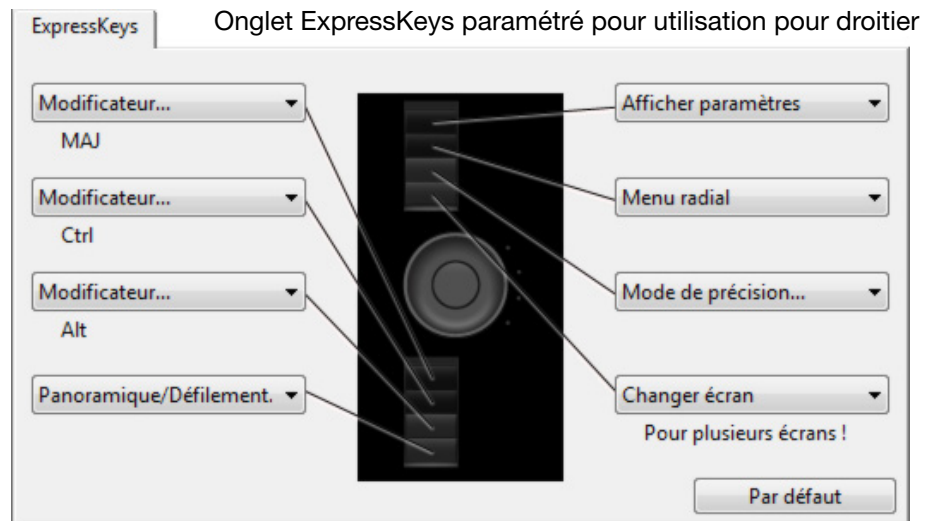 Onglet ExpressKeys paramétré pour utilisation pour droitier
ExpressKeys
Modificateur...
MAJ
Modificateur...
Ctrl
Modificateur...
Alt
Panoramique/Défilement.
Afficher paramètres
Menu radial
Mode de précision...
Changer écran
Pour plusieurs écrans !
Par défaut